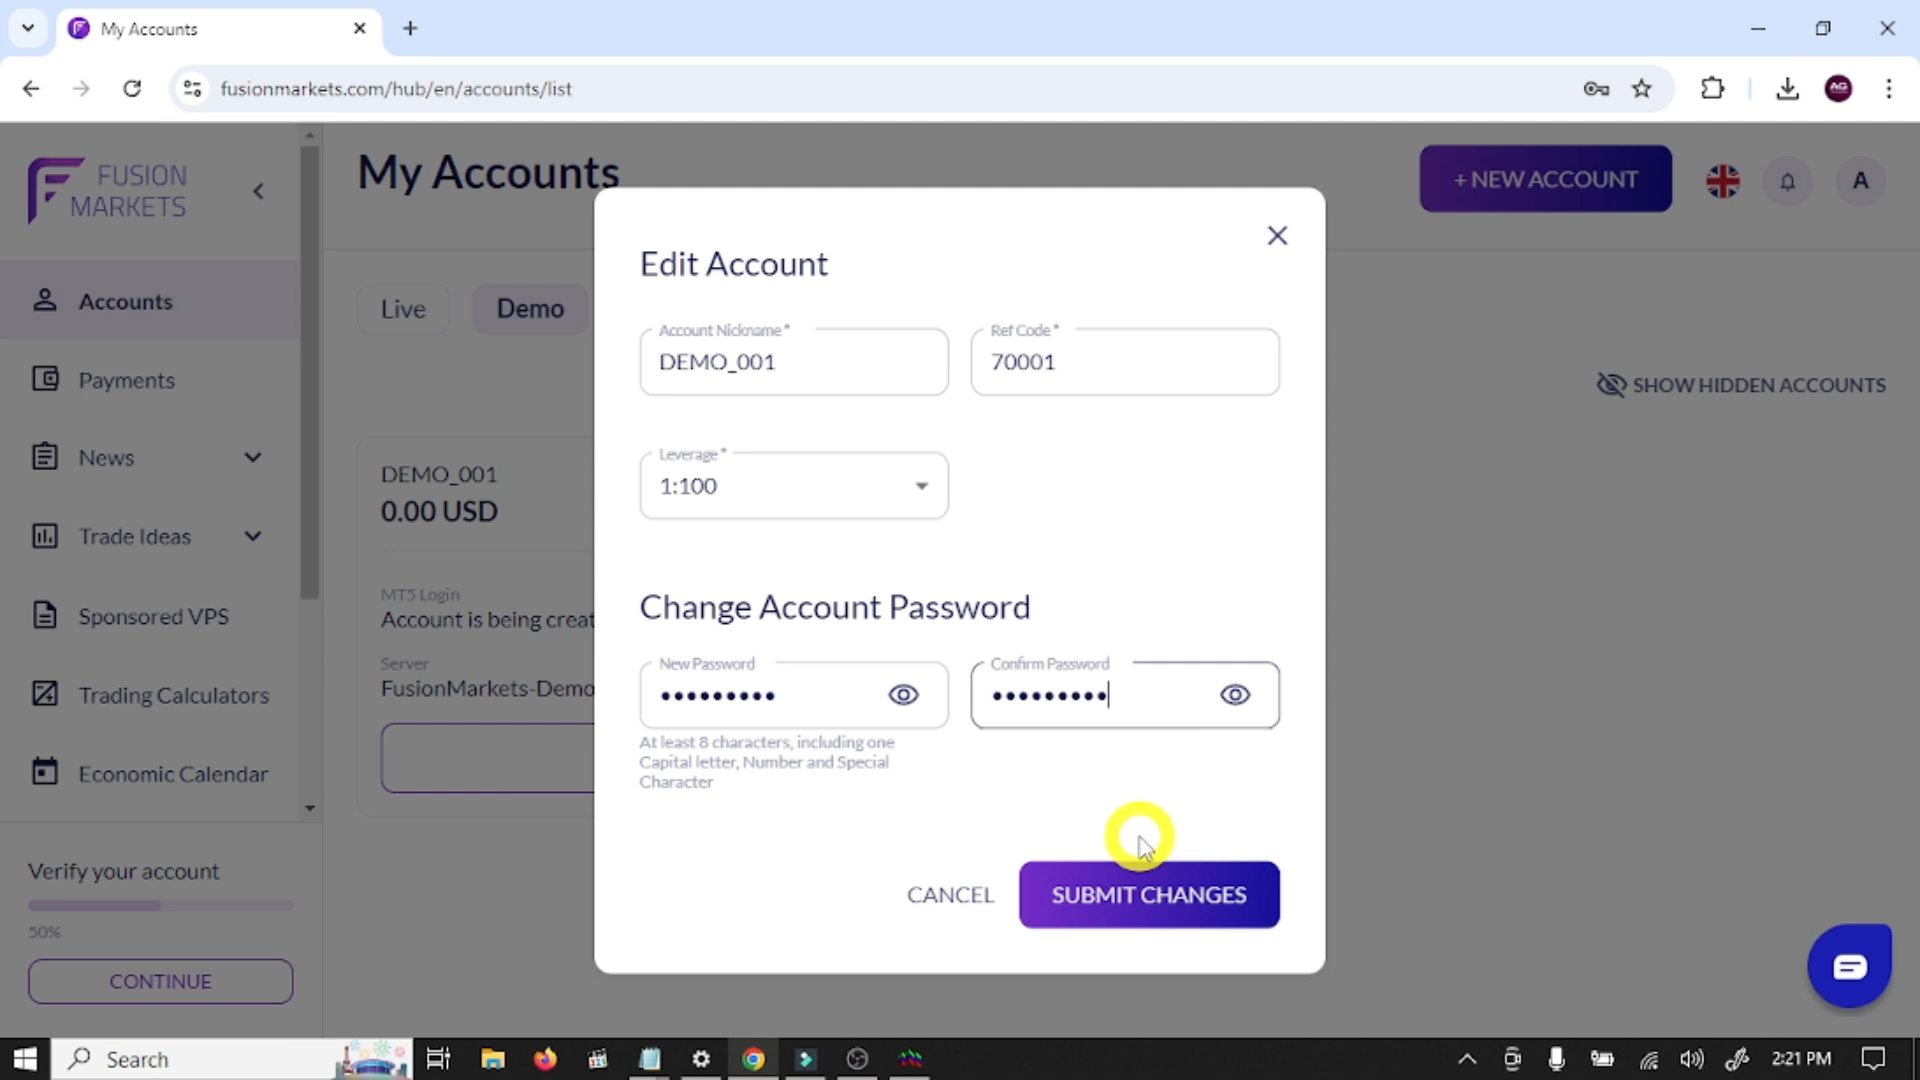 My Accounts
fusionmarkets.com/hub/en/accounts/list
AG
FUSION
MARKETS
My Accounts
+ NEW ACCOUNT
A
Accounts
Payments
News
Trade Ideas
Sponsored VPS
Trading Calculators
Economic Calendar
Verify your account
50%
CONTINUE
Live
Demo
SHOW HIDDEN ACCOUNTS
DEMO_001
0.00 USD
MT5 Login
Account is being creat
Server
FusionMarkets-Demo
Edit Account
Account Nickname*
DEMO_001
Ref Code*
70001
Leverage*
1:100
Change Account Password
New Password
•••••••••
Confirm Password
•••••••••
At least 8 characters, including one
Capital letter, Number and Special
Character
CANCEL
SUBMIT CHANGES
Search
2:21 PM